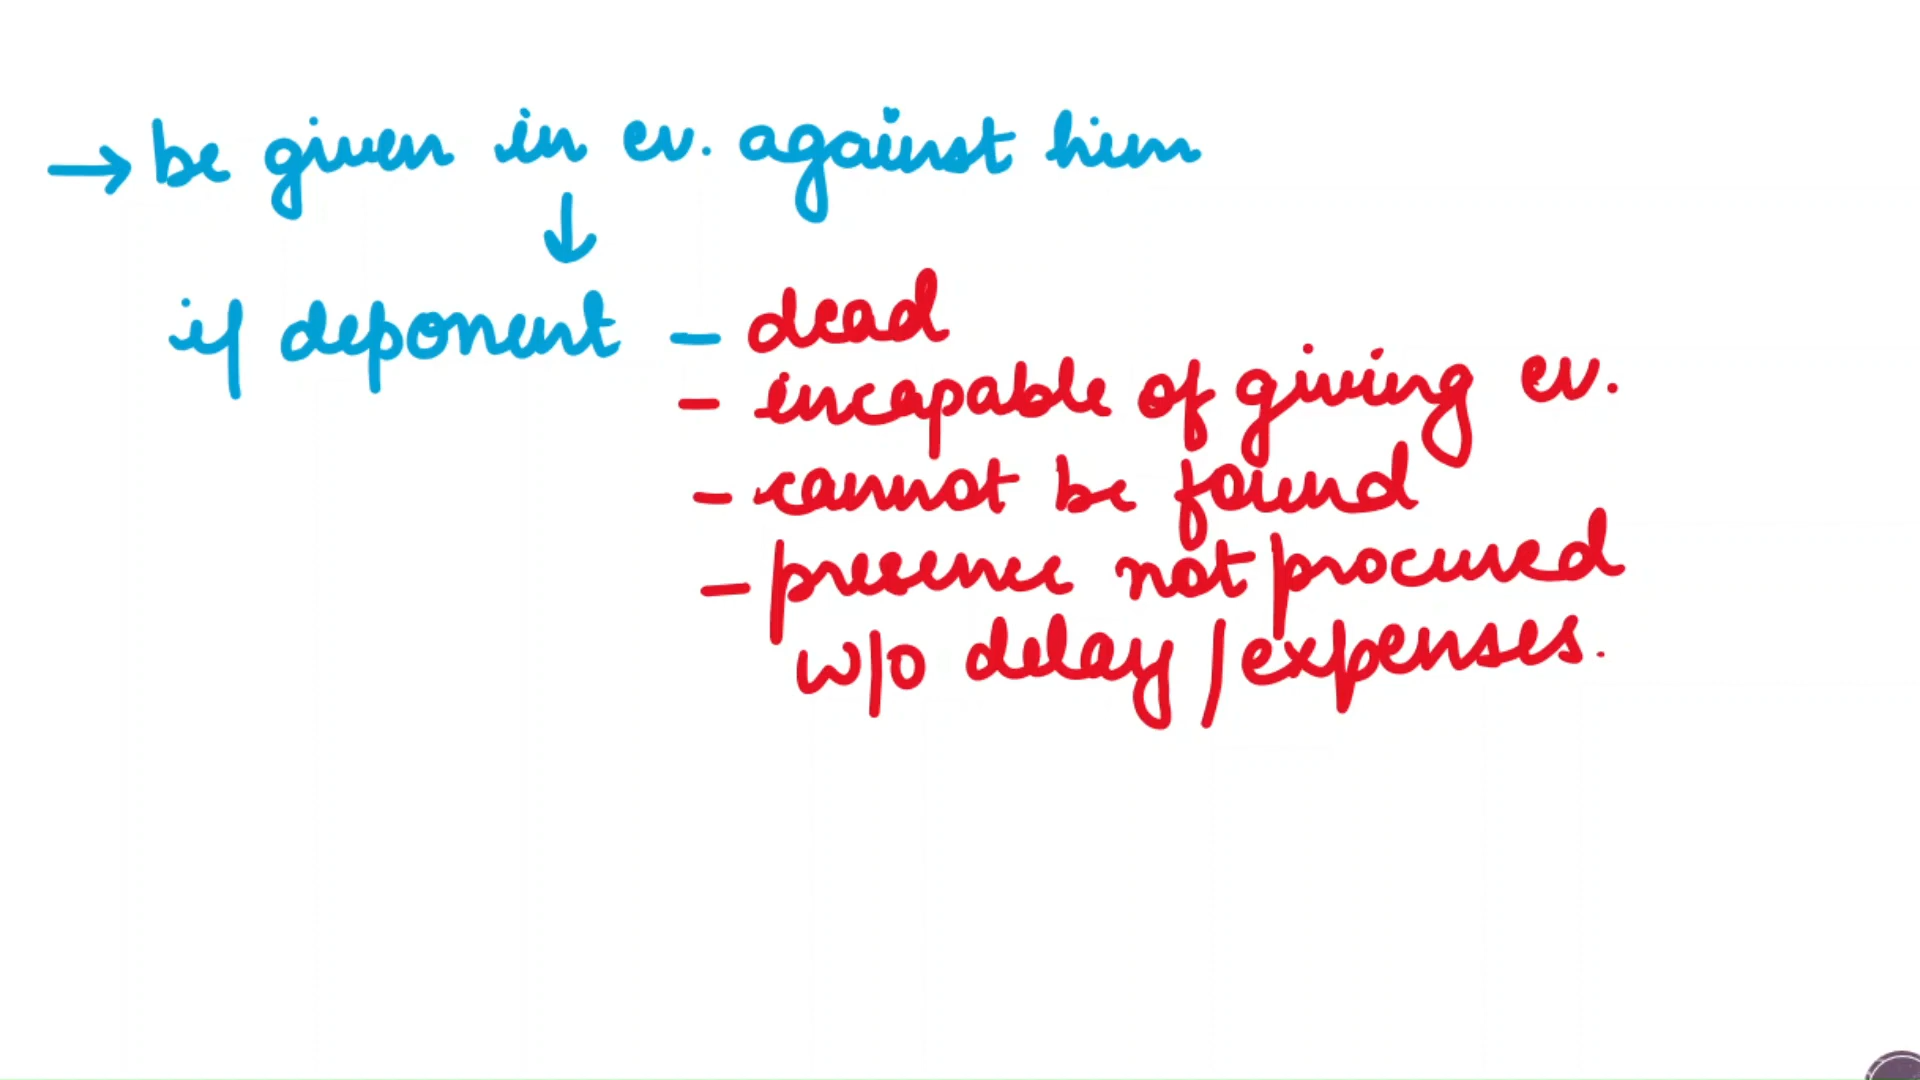 → be given in ev. against him
↓
if deponent - dead
- incapable of giving ev.
- cannot be found
- presence not procured
w/o delay / expenses.